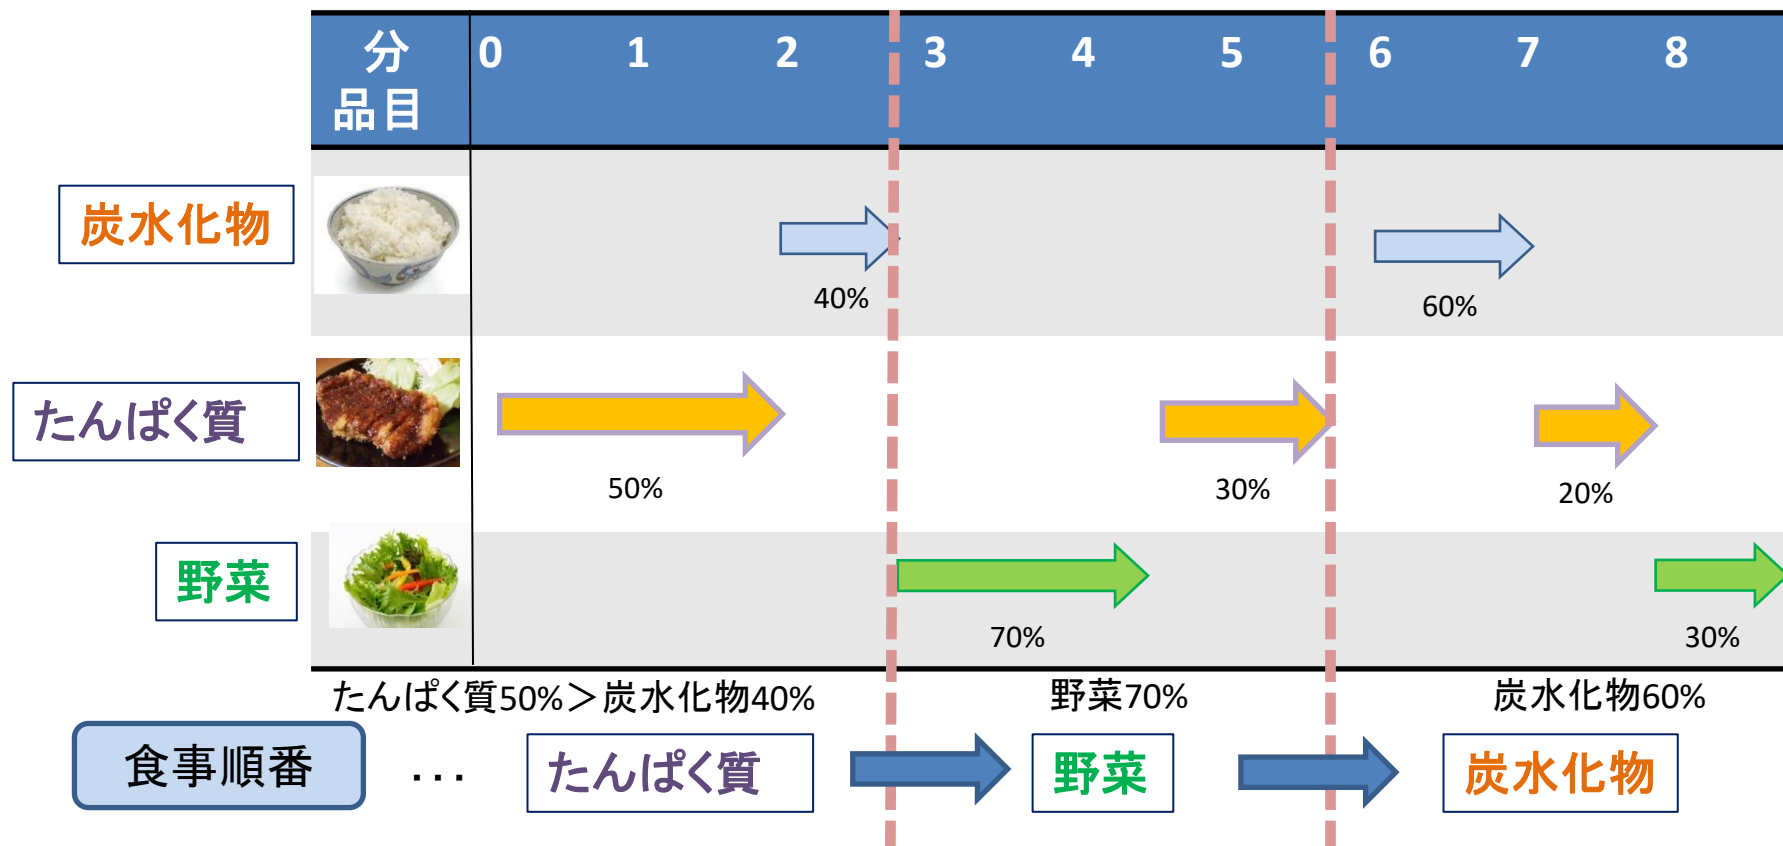 分 0 1 2 3 4 5 6 7 8
品目
炭水化物
40% 60%
たんぱく質
50% 30% 20%
野菜
70% 30%
たんぱく質50%＞炭水化物40% 野菜70% 炭水化物60%
食事順番 ... たんぱく質 野菜 炭水化物